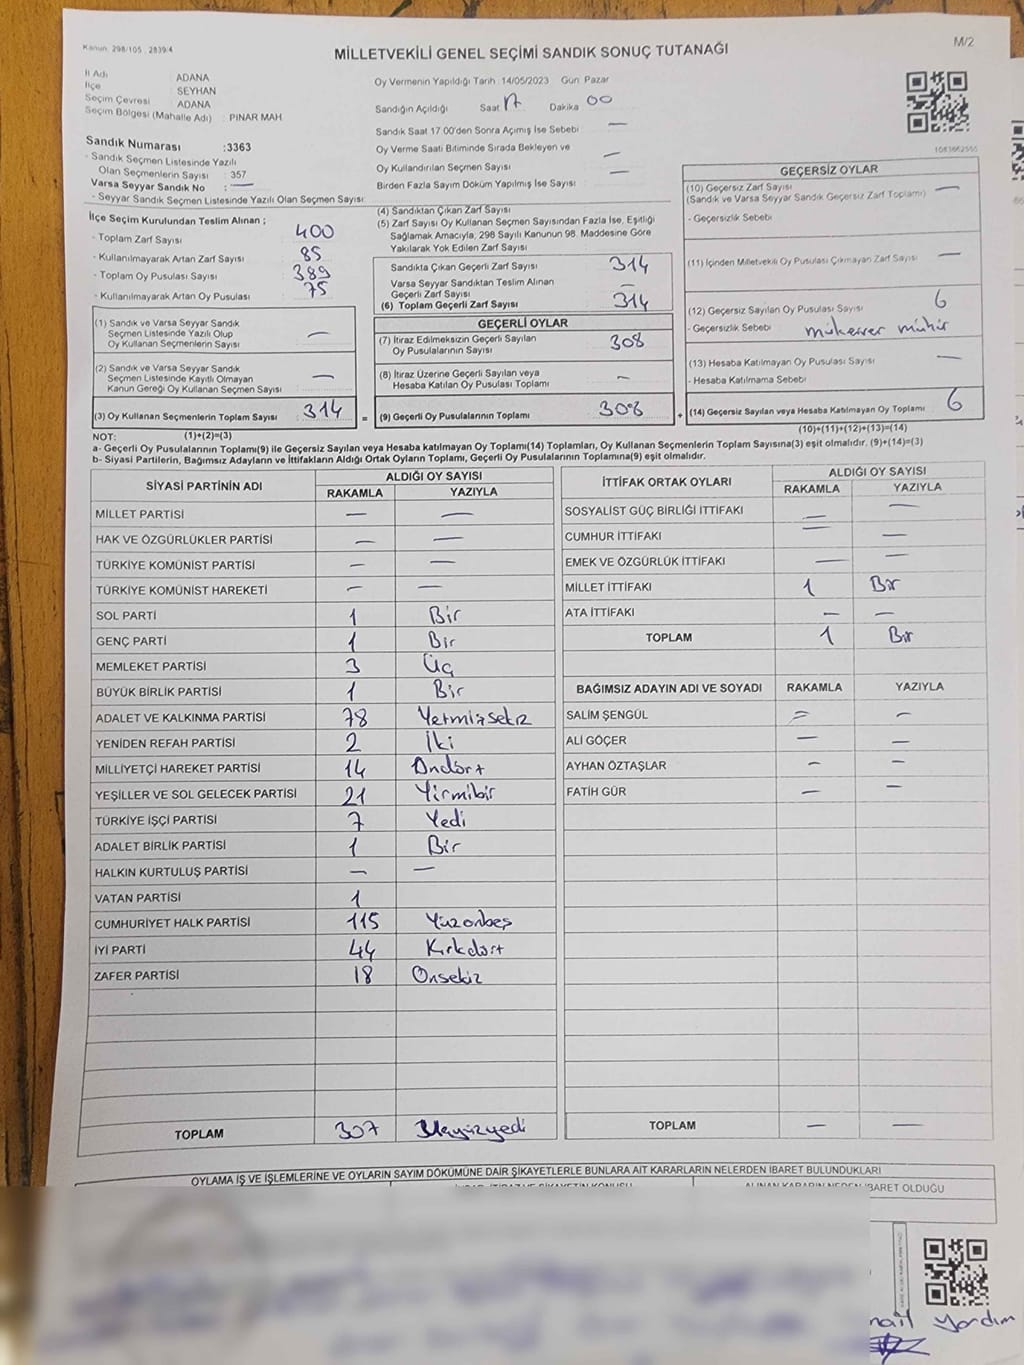 Kanun: 298/105 , 2839/4
MİLLETVEKİLİ GENEL SEÇİMİ SANDIK SONUÇ TUTANAĞI
M/2
İl Adı ADANA
İlçe SEYHAN
Seçim Çevresi ADANA
Seçim Bölgesi (Mahalle Adı) : PINAR MAH
Sandık Numarası :3363
- Sandık Seçmen Listesinde Yazılı
Olan Seçmenlerin Sayısı : 357
Varsa Seyyar Sandık No : —
- Seyyar Sandık Seçmen Listesinde Yazılı Olan Seçmen Sayısı:
Oy Vermenin Yapıldığı Tarih :14/05/2023 Gün: Pazar
Sandığın Açıldığı Saat 17 Dakika 00
Sandık Saat 17:00'den Sonra Açımış İse Sebebi —
Oy Verme Saati Bitiminde Sırada Bekleyen ve
Oy Kullandırılan Seçmen Sayısı —
Birden Fazla Sayım Döküm Yapılmış İse Sayısı —
İlçe Seçim Kurulundan Teslim Alınan ;
- Toplam Zarf Sayısı 400
- Kullanılmayarak Artan Zarf Sayısı 85
- Toplam Oy Pusulası Sayısı 389
- Kullanılmayarak Artan Oy Pusulası 75
(4) Sandıktan Çıkan Zarf Sayısı
(5) Zarf Sayısı Oy Kullanan Seçmen Sayısından Fazla İse, Eşitliği
Sağlamak Amacıyla, 298 Sayılı Kanunun 98. Maddesine Göre
Yakılarak Yok Edilen Zarf Sayısı
Sandıkta Çıkan Geçerli Zarf Sayısı 314
Varsa Seyyar Sandıktan Teslim Alınan
Geçerli Zarf Sayısı —
(6) Toplam Geçerli Zarf Sayısı 314
GEÇERLİ OYLAR
(7) İtiraz Edilmeksizin Geçerli Sayılan
Oy Pusulalarının Sayısı 308
(8) İtiraz Üzerine Geçerli Sayılan veya
Hesaba Katılan Oy Pusulası Toplamı —
(9) Geçerli Oy Pusulalarının Toplamı 308
1083662555
GEÇERSİZ OYLAR
(10) Geçersiz Zarf Sayısı —
(Sandık ve Varsa Seyyar Sandık Geçersiz Zarf Toplamı)
- Geçersizlik Sebebi
(11) İçinden Milletvekili Oy Pusulası Çıkmayan Zarf Sayısı —
(12) Geçersiz Sayılan Oy Pusulası Sayısı 6
- Geçersizlik Sebebi mükerrer mühür
(13) Hesaba Katılmayan Oy Pusulası Sayısı —
- Hesaba Katılmama Sebebi
(14) Geçersiz Sayılan veya Hesaba Katılmayan Oy Toplamı 6
(10)+(11)+(12)+(13)=(14)
(1) Sandık ve Varsa Seyyar Sandık
Seçmen Listesinde Yazılı Olup
Oy Kullanan Seçmenlerin Sayısı —
(2) Sandık ve Varsa Seyyar Sandık
Seçmen Listesinde Kayıtlı Olmayan
Kanun Gereği Oy Kullanan Seçmen Sayısı —
(3) Oy Kullanan Seçmenlerin Toplam Sayısı 314 = +
NOT: (1)+(2)=(3)
a- Geçerli Oy Pusulalarının Toplamı(9) ile Geçersiz Sayılan veya Hesaba katılmayan Oy Toplamı(14) Toplamları, Oy Kullanan Seçmenlerin Toplam Sayısına(3) eşit olmalıdır. (9)+(14)=(3)
b- Siyasi Partilerin, Bağımsız Adayların ve İttifakların Aldığı Ortak Oyların Toplamı, Geçerli Oy Pusulalarının Toplamına(9) eşit olmalıdır.
SİYASİ PARTİNİN ADI ALDIĞI OY SAYISI
RAKAMLA YAZIYLA
MİLLET PARTİSİ — —
HAK VE ÖZGÜRLÜKLER PARTİSİ — —
TÜRKİYE KOMÜNİST PARTİSİ — —
TÜRKİYE KOMÜNİST HAREKETİ — —
SOL PARTİ 1 Bir
GENÇ PARTİ 1 Bir
MEMLEKET PARTİSİ 3 Üç
BÜYÜK BİRLİK PARTİSİ 1 Bir
ADALET VE KALKINMA PARTİSİ 78 Yetmişsekiz
YENİDEN REFAH PARTİSİ 2 İki
MİLLİYETÇİ HAREKET PARTİSİ 14 Ondört
YEŞİLLER VE SOL GELECEK PARTİSİ 21 Yirmibir
TÜRKİYE İŞÇİ PARTİSİ 7 Yedi
ADALET BİRLİK PARTİSİ 1 Bir
HALKIN KURTULUŞ PARTİSİ — —
VATAN PARTİSİ 1
CUMHURİYET HALK PARTİSİ 115 Yüzonbeş
İYİ PARTİ 44 Kırkdört
ZAFER PARTİSİ 18 Onsekiz
TOPLAM 307 Üçyüzyedi
İTTİFAK ORTAK OYLARI ALDIĞI OY SAYISI
RAKAMLA YAZIYLA
SOSYALİST GÜÇ BİRLİĞİ İTTİFAKI — —
CUMHUR İTTİFAKI — —
EMEK VE ÖZGÜRLÜK İTTİFAKI — —
MİLLET İTTİFAKI 1 Bir
ATA İTTİFAKI — —
TOPLAM 1 Bir
BAĞIMSIZ ADAYIN ADI VE SOYADI RAKAMLA YAZIYLA
SALİM ŞENGÜL — —
ALİ GÖÇER — —
AYHAN ÖZTAŞLAR — —
FATİH GÜR — —
TOPLAM — —
OYLAMA İŞ VE İŞLEMLERİNE VE OYLARIN SAYIM DÖKÜMÜNE DAİR ŞİKAYETLERLE BUNLARA AİT KARARLARIN NELERDEN İBARET BULUNDUKLARI
ALINAN KARARIN NEDEN İBARET OLDUĞU
Yardım